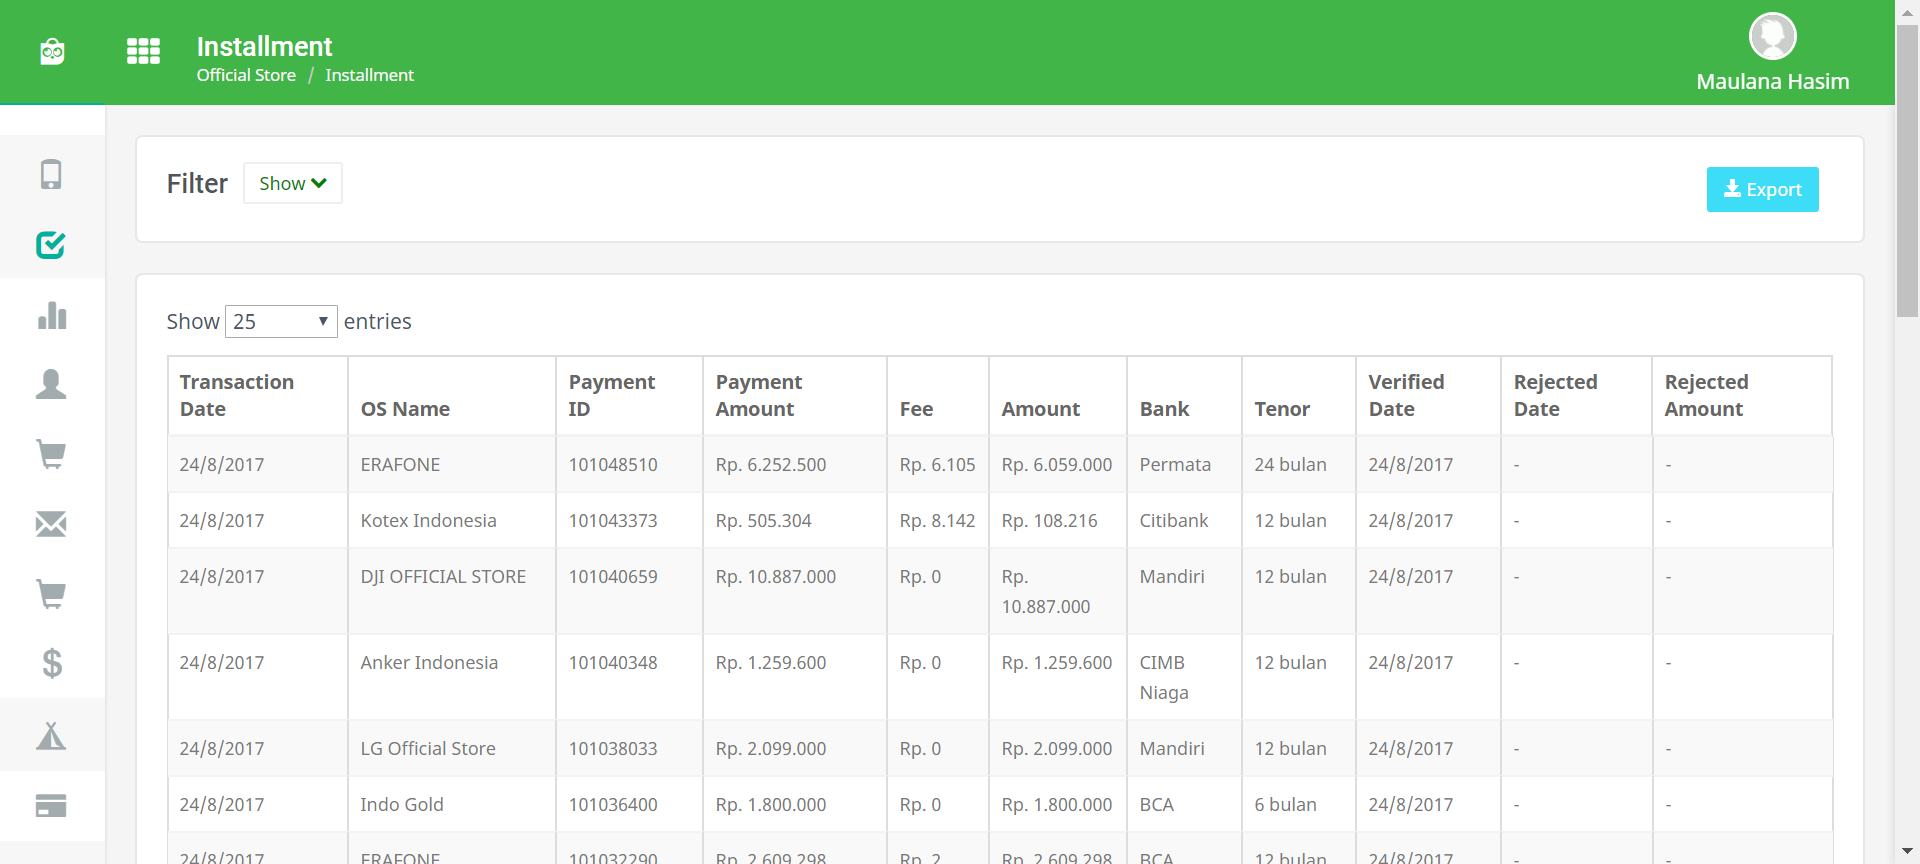 Installment
Official Store / Installment
Maulana Hasim
Filter Show
Export
Show 25 entries
Transaction Date OS Name Payment ID Payment Amount Fee Amount Bank Tenor Verified Date Rejected Date Rejected Amount
24/8/2017 ERAFONE 101048510 Rp. 6.252.500 Rp. 6.105 Rp. 6.059.000 Permata 24 bulan 24/8/2017 - -
24/8/2017 Kotex Indonesia 101043373 Rp. 505.304 Rp. 8.142 Rp. 108.216 Citibank 12 bulan 24/8/2017 - -
24/8/2017 DJI OFFICIAL STORE 101040659 Rp. 10.887.000 Rp. 0 Rp. 10.887.000 Mandiri 12 bulan 24/8/2017 - -
24/8/2017 Anker Indonesia 101040348 Rp. 1.259.600 Rp. 0 Rp. 1.259.600 CIMB Niaga 12 bulan 24/8/2017 - -
24/8/2017 LG Official Store 101038033 Rp. 2.099.000 Rp. 0 Rp. 2.099.000 Mandiri 12 bulan 24/8/2017 - -
24/8/2017 Indo Gold 101036400 Rp. 1.800.000 Rp. 0 Rp. 1.800.000 BCA 6 bulan 24/8/2017 - -
24/8/2017 ERAFONE 101032290 Rp. 2.609.298 Rp. 2 Rp. 2.609.298 BCA 12 bulan 24/8/2017 - -